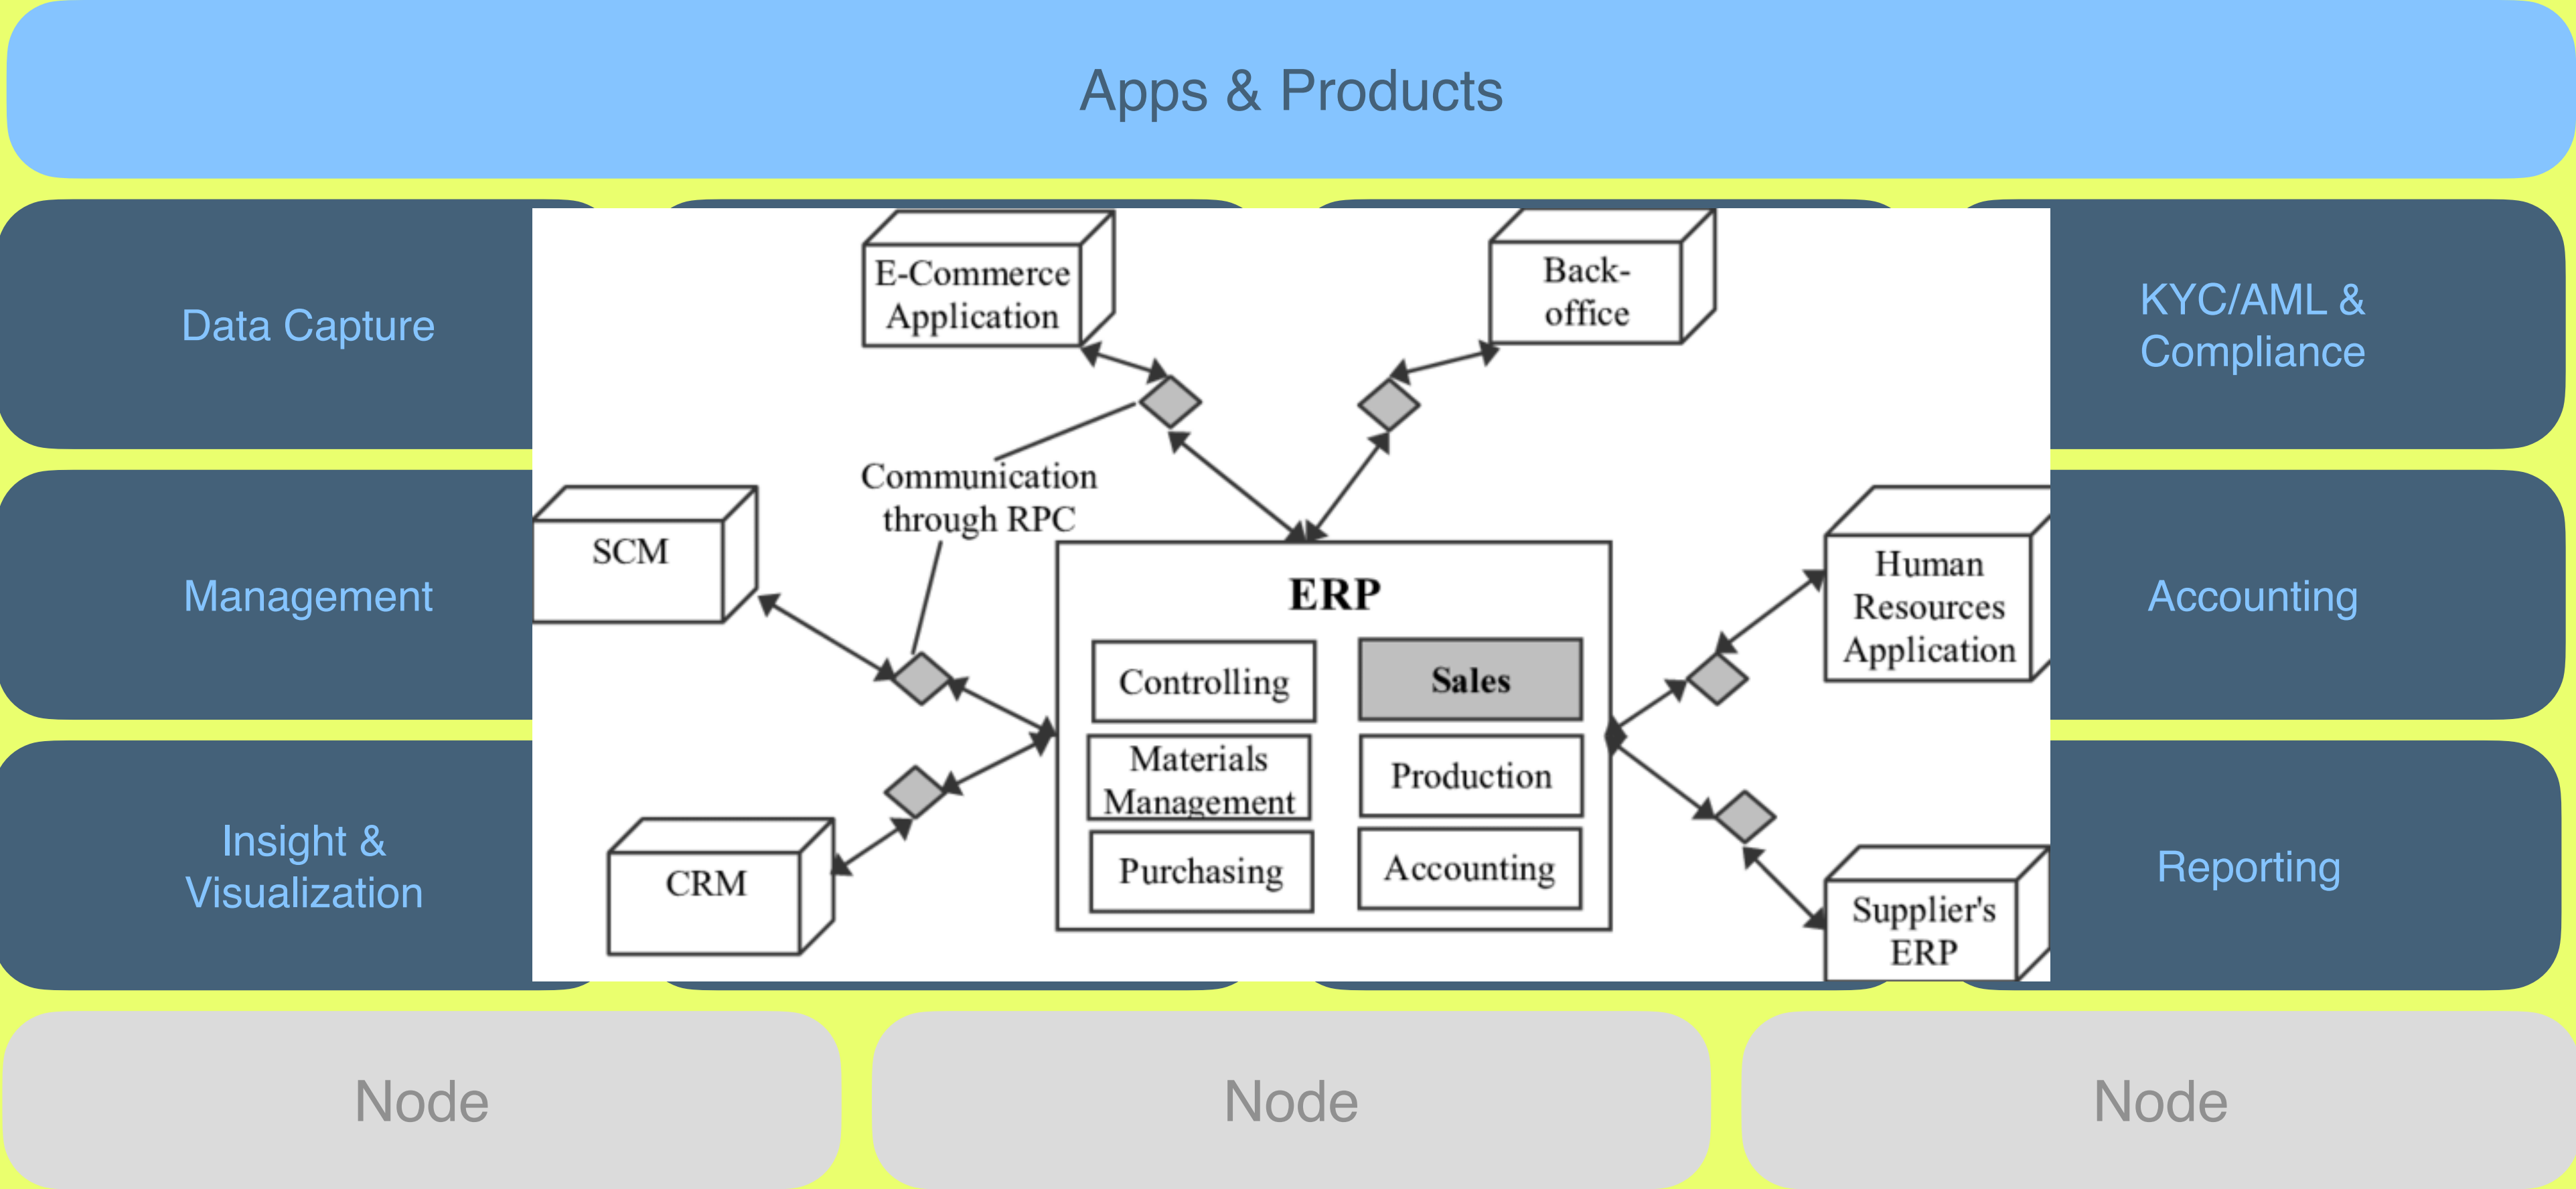 Apps & Products
Data Capture
E-Commerce
Application
Back-
office
KYC/AML &
Compliance
Communication
through RPC
Management
SCM
ERP
Human
Resources
Application
Accounting
Controlling
Sales
Materials
Management
Production
Purchasing
Accounting
Insight &
Visualization
CRM
Supplier's
ERP
Reporting
Node
Node
Node